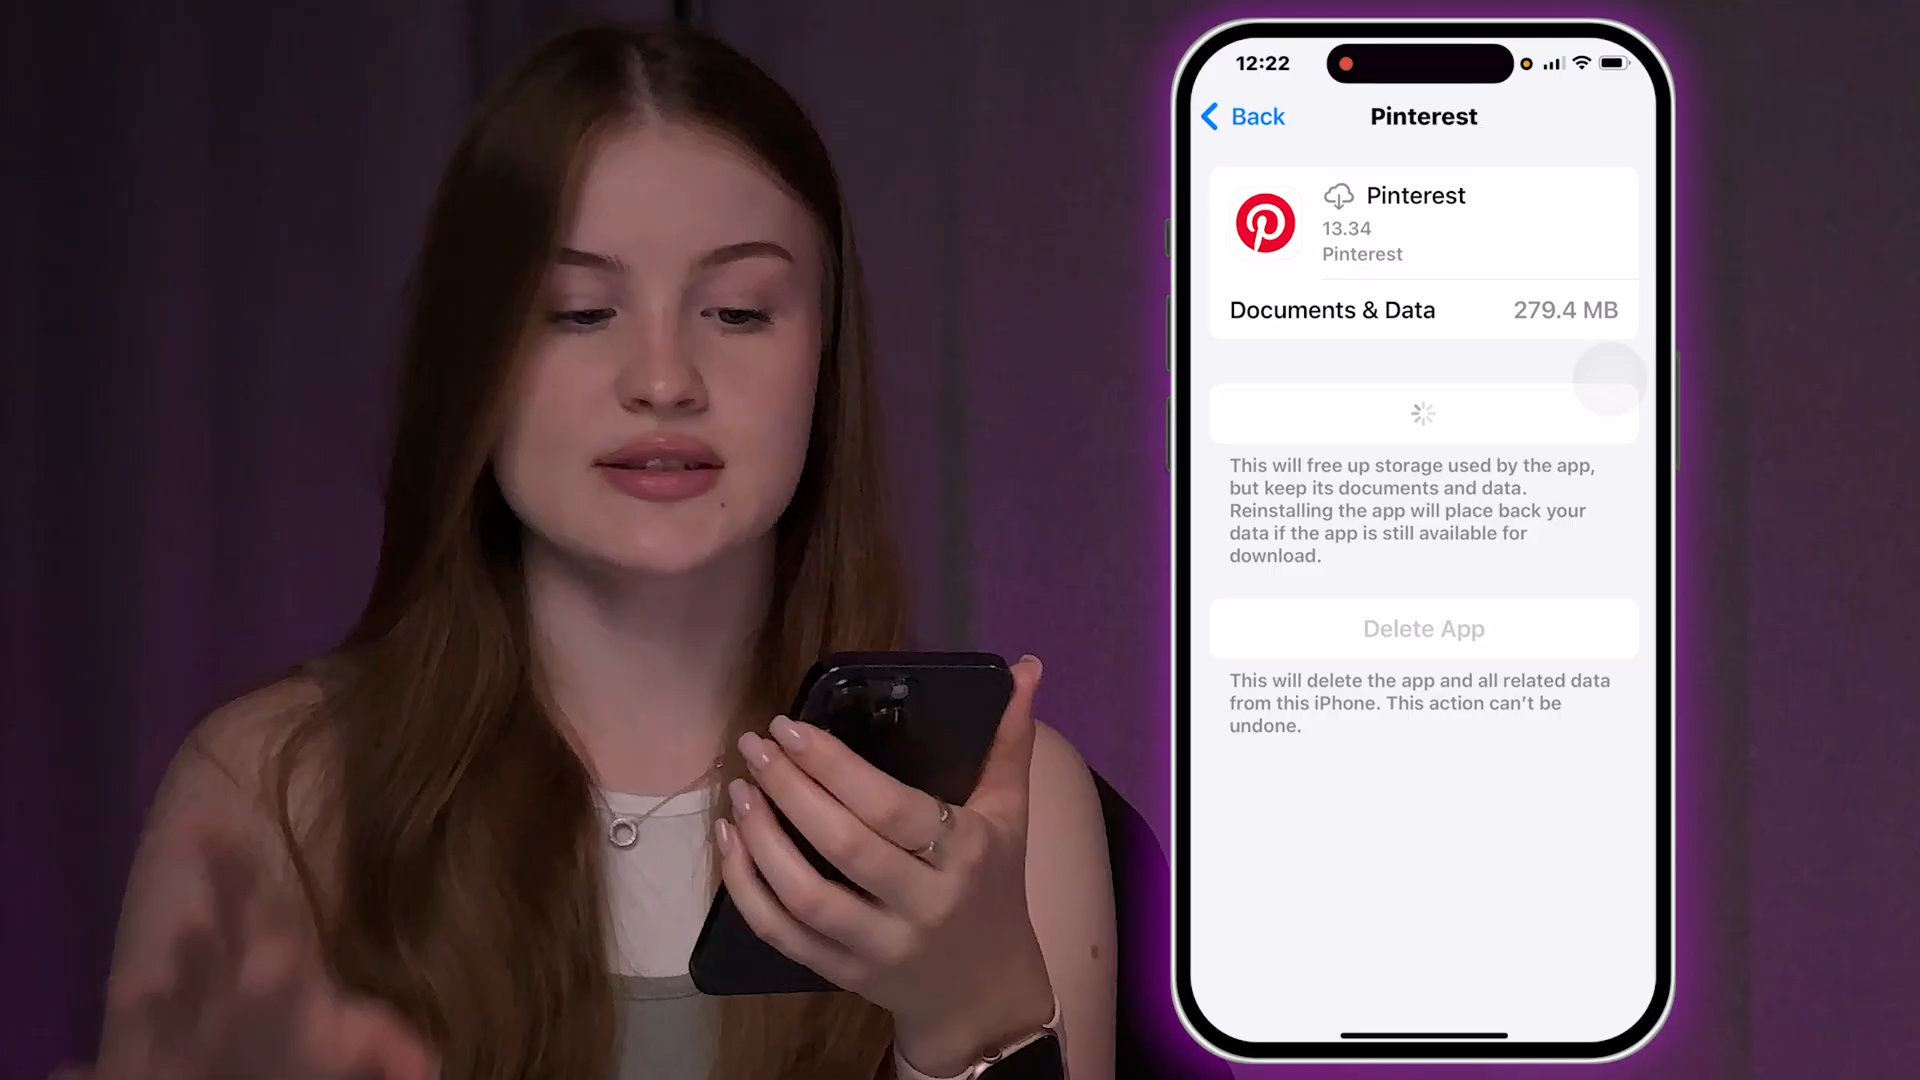 12:22
Back
Pinterest
Pinterest
13.34
Pinterest
Documents & Data 279.4 MB
This will free up storage used by the app,
but keep its documents and data.
Reinstalling the app will place back your
data if the app is still available for
download.
Delete App
This will delete the app and all related data
from this iPhone. This action can’t be
undone.